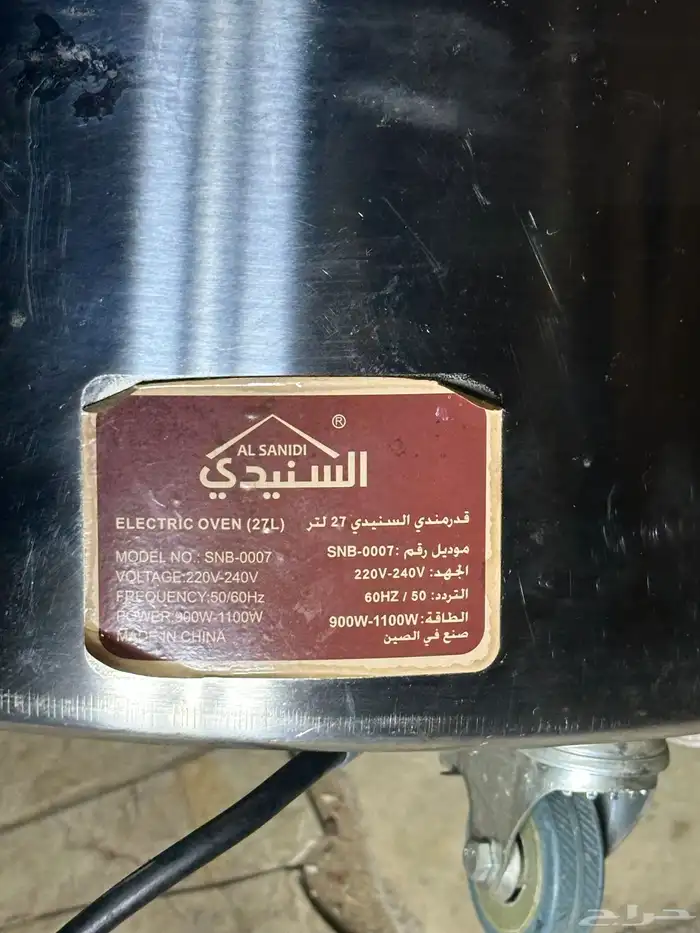 ®
AL SANIDI
السنيدي
ELECTRIC OVEN (27L) قدرمندي السنيدي 27 لتر
MODEL NO.: SNB-0007 موديل رقم: SNB-0007
VOLTAGE:220V-240V الجهد: 220V-240V
FREQUENCY:50/60Hz التردد: 50 / 60HZ
POWER:900W-1100W الطاقة: 900W-1100W
MADE IN CHINA صنع في الصين
حراج